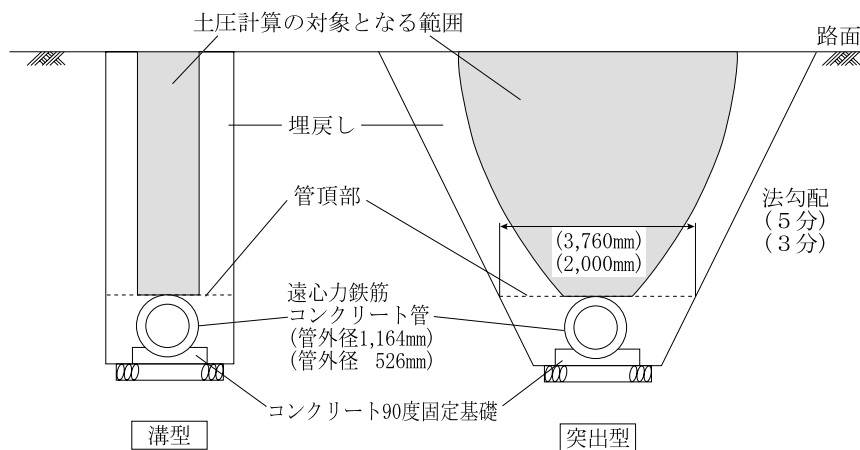 土圧計算の対象となる範囲
路面
埋戻し
管頂部
法勾配
(5分)
(3分)
(3,760mm)
(2,000mm)
遠心力鉄筋
コンクリート管
(管外径1,164mm)
(管外径 526mm)
コンクリート90度固定基礎
溝型
突出型